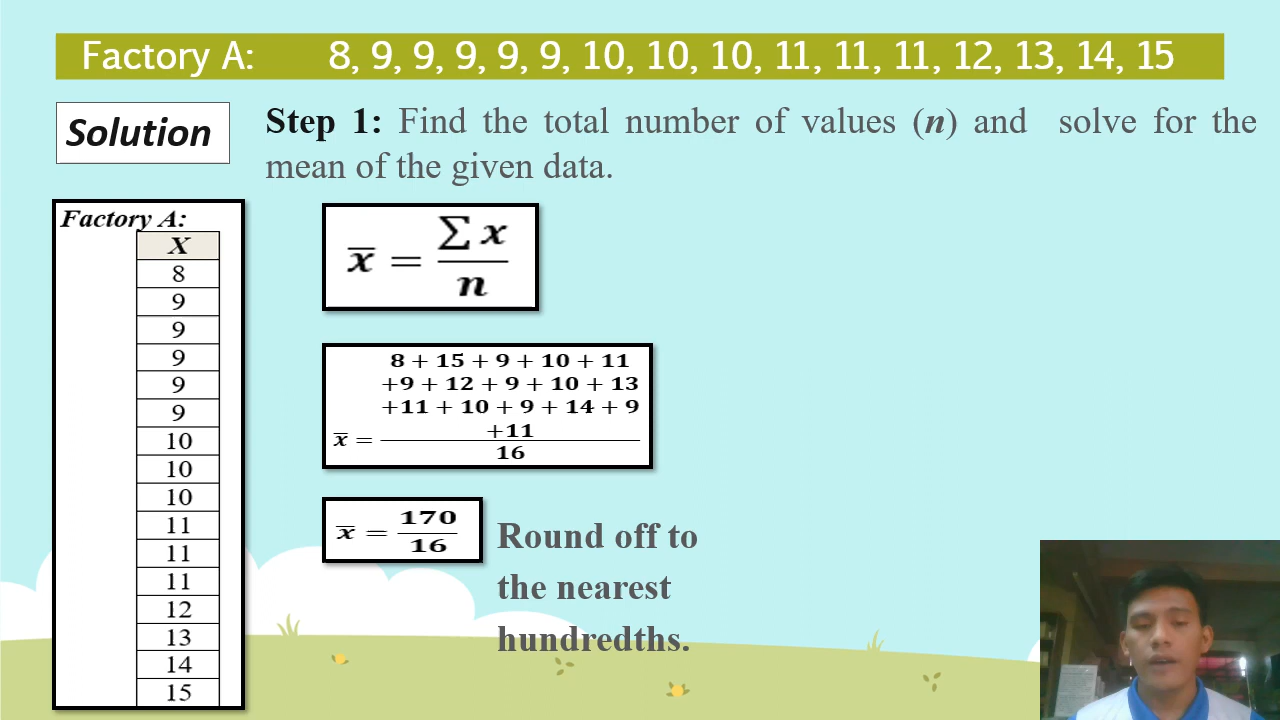 Factory A: 8, 9, 9, 9, 9, 9, 10, 10, 10, 11, 11, 11, 12, 13, 14, 15
Solution
Step 1: Find the total number of values (n) and solve for the
mean of the given data.
Factory A:
X
8
9
9
9
9
9
10
10
10
11
11
11
12
13
14
15
x̅ = ∑ x / n
8 + 15 + 9 + 10 + 11
+9 + 12 + 9 + 10 + 13
+11 + 10 + 9 + 14 + 9
+11
x̅ =
16
x̅ = 170 / 16
Round off to
the nearest
hundredths.